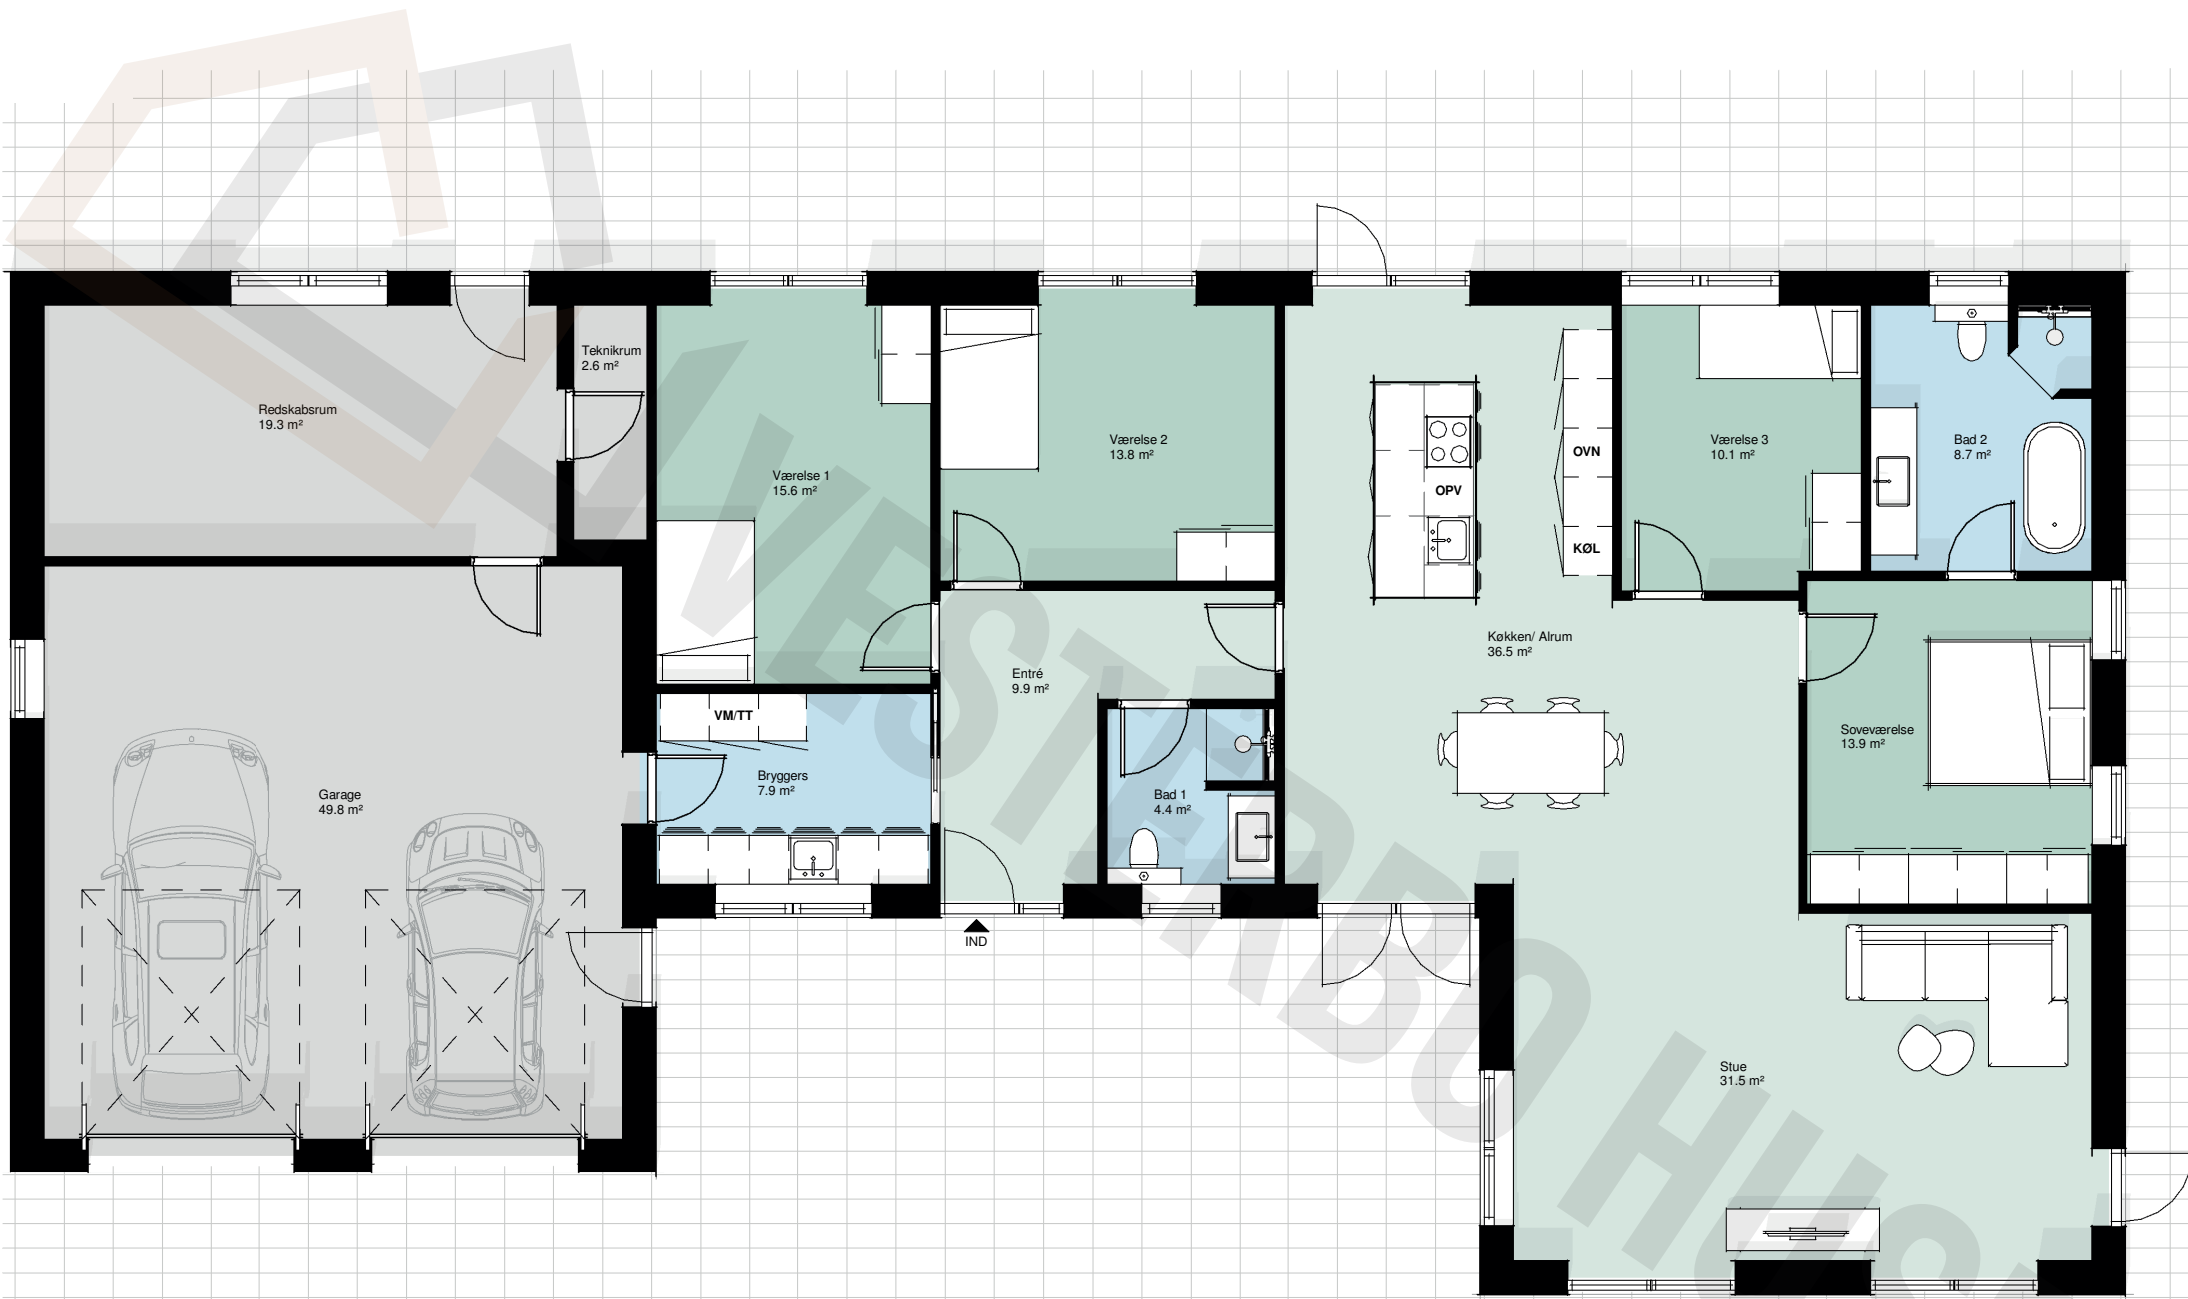 Teknikrum
2.6 m²
Redskabsrum
19.3 m²
Værelse 1
15.6 m²
Værelse 2
13.8 m²
OVN
OPV
KØL
Værelse 3
10.1 m²
Bad 2
8.7 m²
Køkken/ Alrum
36.5 m²
Entré
9.9 m²
VM/TT
Bryggers
7.9 m²
Bad 1
4.4 m²
Garage
49.8 m²
Soveværelse
13.9 m²
IND
Stue
31.5 m²
VESTERBO HUSE